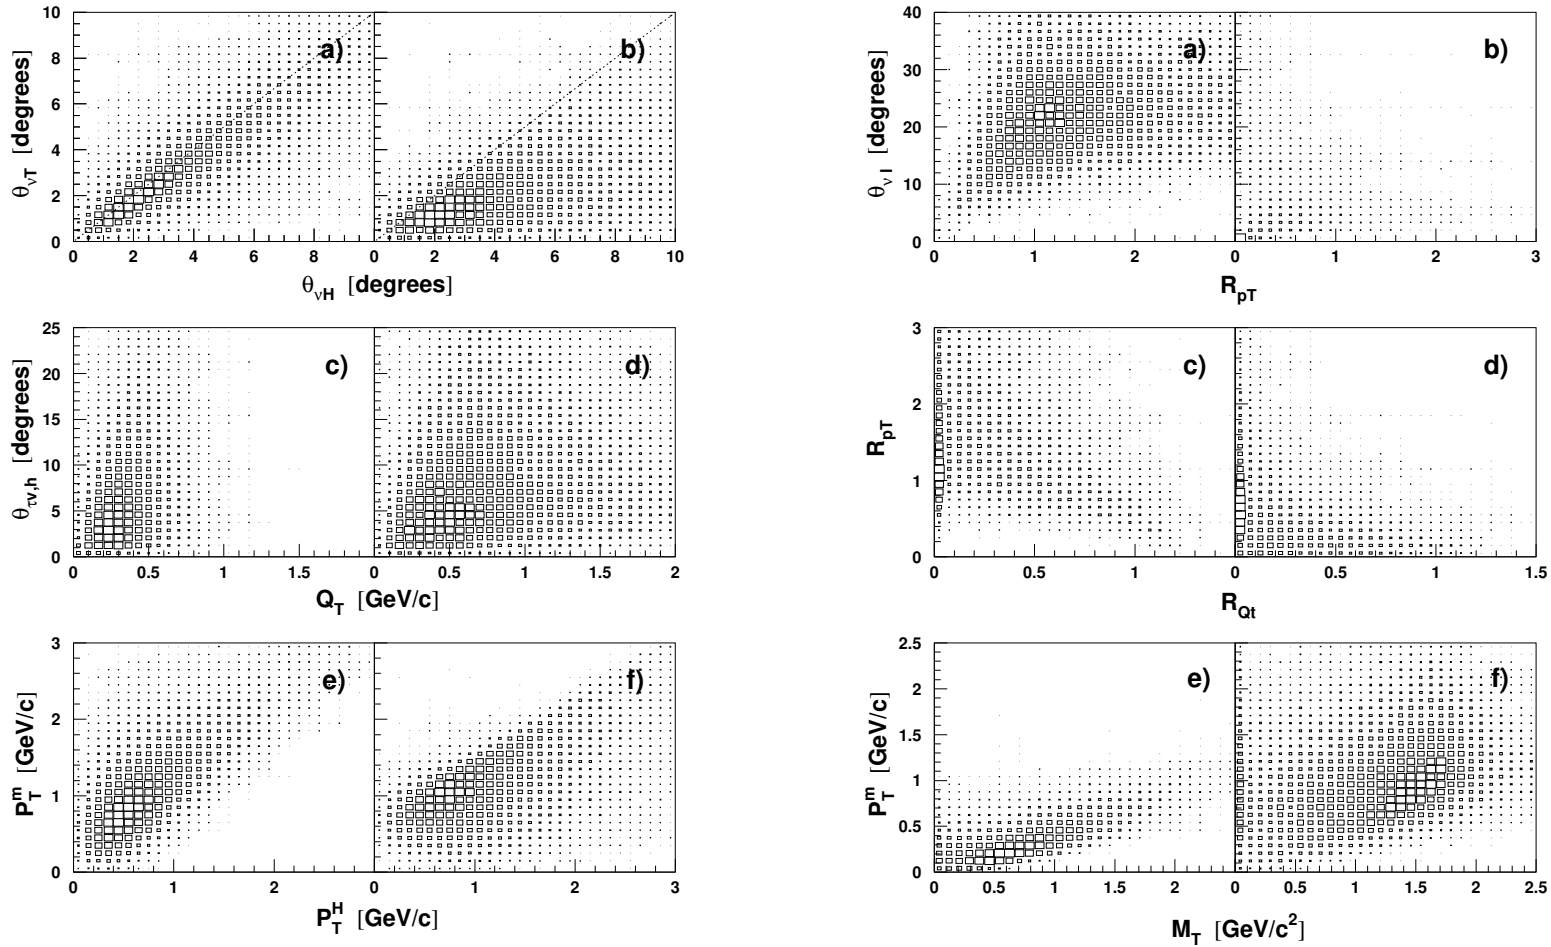 a)
b)
10
8
6
4
2
0
θνT [degrees]
0 2 4 6 8 0 2 4 6 8 10
θνH [degrees]
c)
d)
25
20
15
10
5
0
θτν,h [degrees]
0 0.5 1 1.5 0 0.5 1 1.5 2
QT [GeV/c]
e)
f)
3
2
1
0
PTm [GeV/c]
0 1 2 0 1 2 3
PTH [GeV/c]
a)
b)
40
30
20
10
0
θν l [degrees]
0 1 2 0 1 2 3
RpT
c)
d)
3
2
1
0
RpT
0 0.5 1 0 0.5 1 1.5
RQt
e)
f)
2.5
2
1.5
1
0.5
0
PTm [GeV/c]
0 0.5 1 1.5 2 0 0.5 1 1.5 2 2.5
MT [GeV/c2]